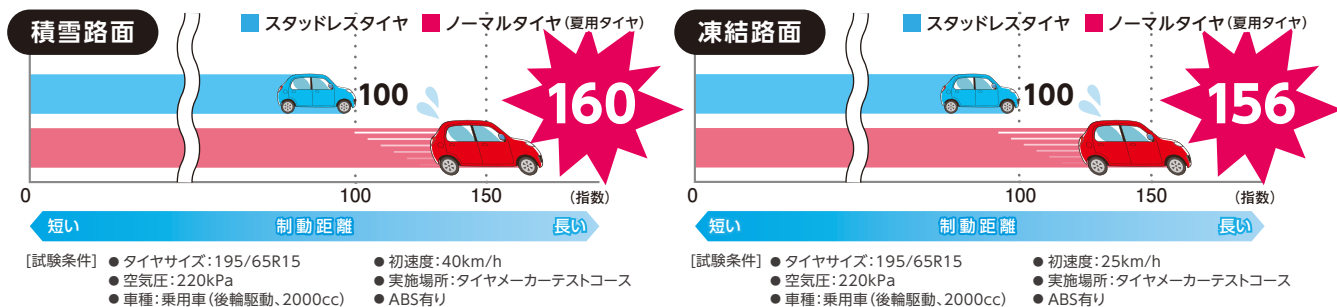 積雪路面
スタッドレスタイヤ ノーマルタイヤ(夏用タイヤ)
100
160
0 100 150 (指数)
短い 制動距離 長い
[試験条件] ● タイヤサイズ:195/65R15 ● 初速度:40km/h
● 空気圧:220kPa ● 実施場所:タイヤメーカーテストコース
● 車種:乗用車(後輪駆動、2000cc) ● ABS有り
凍結路面
スタッドレスタイヤ ノーマルタイヤ(夏用タイヤ)
100
156
0 100 150 (指数)
短い 制動距離 長い
[試験条件] ● タイヤサイズ:195/65R15 ● 初速度:25km/h
● 空気圧:220kPa ● 実施場所:タイヤメーカーテストコース
● 車種:乗用車(後輪駆動、2000cc) ● ABS有り